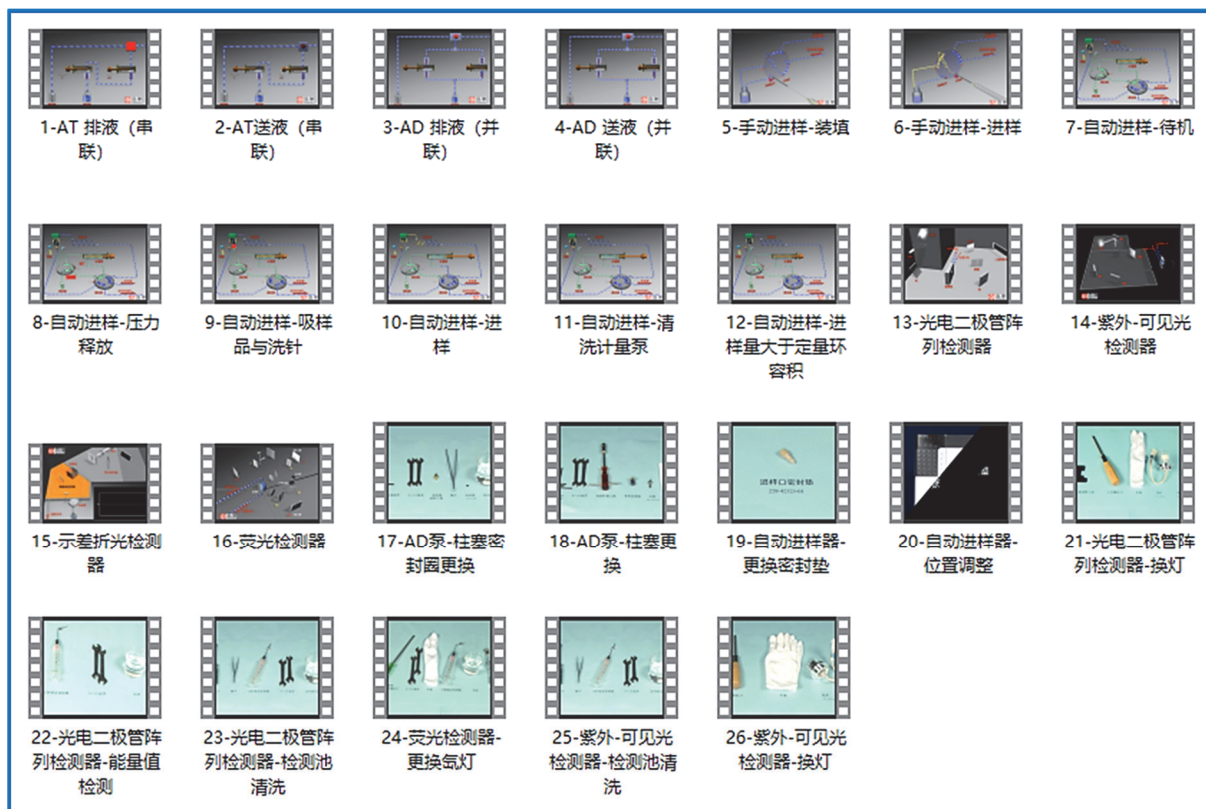 1-AT 排液（串
联）
2-AT送液（串
联）
3-AD 排液（并
联）
4-AD 送液（并
联）
5-手动进样-装填
6-手动进样-进样
7-自动进样-待机
8-自动进样-压力
释放
9-自动进样-吸样
品与洗针
10-自动进样-进
样
11-自动进样-清
洗计量泵
12-自动进样-进
样量大于定量环
容积
13-光电二极管阵
列检测器
14-紫外-可见光
检测器
15-示差折光检测
器
16-荧光检测器
17-AD泵-柱塞密
封圈更换
18-AD泵-柱塞更
换
进样口密封垫
19-自动进样器-
更换密封垫
20-自动进样器-
位置调整
21-光电二极管阵
列检测器-换灯
22-光电二极管阵
列检测器-能量值
检测
23-光电二极管阵
列检测器-检测池
清洗
24-荧光检测器-
更换氙灯
25-紫外-可见光
检测器-检测池清
洗
26-紫外-可见光
检测器-换灯